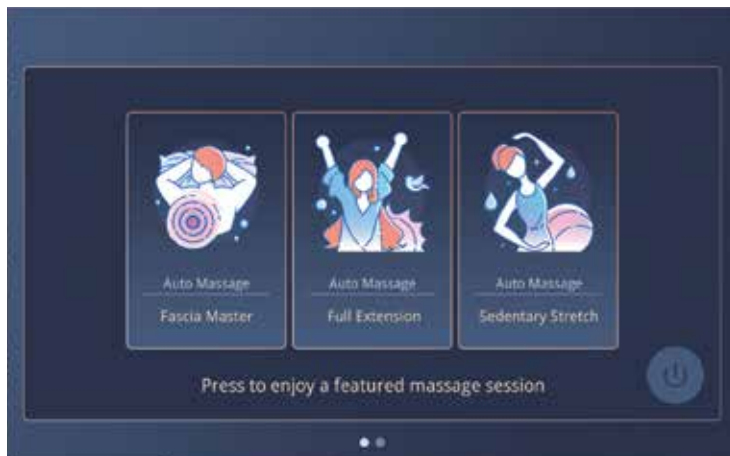 Auto Massage Auto Massage Auto Massage
Fascia Master Full Extension Sedentary Stretch
Press to enjoy a featured massage session